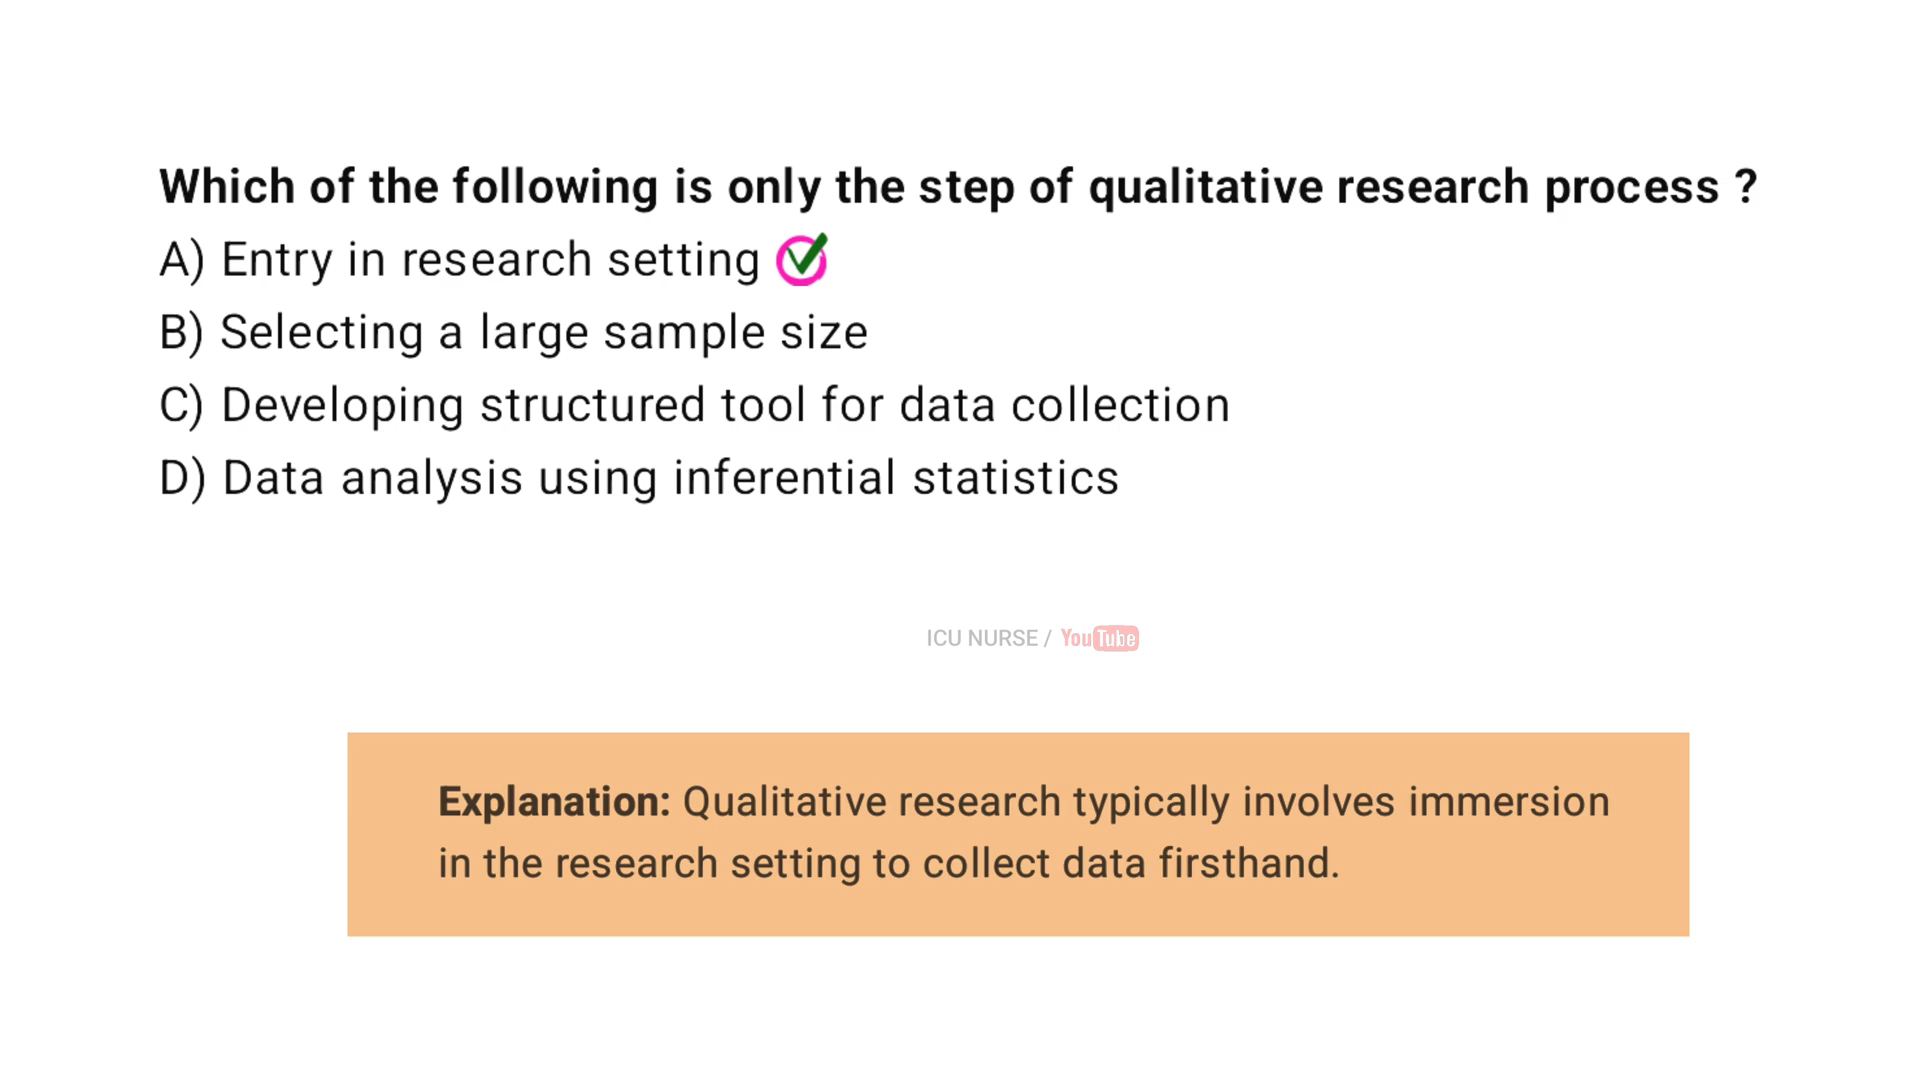 Which of the following is only the step of qualitative research process ?
A) Entry in research setting
B) Selecting a large sample size
C) Developing structured tool for data collection
D) Data analysis using inferential statistics
ICU NURSE / YouTube
Explanation: Qualitative research typically involves immersion
in the research setting to collect data firsthand.